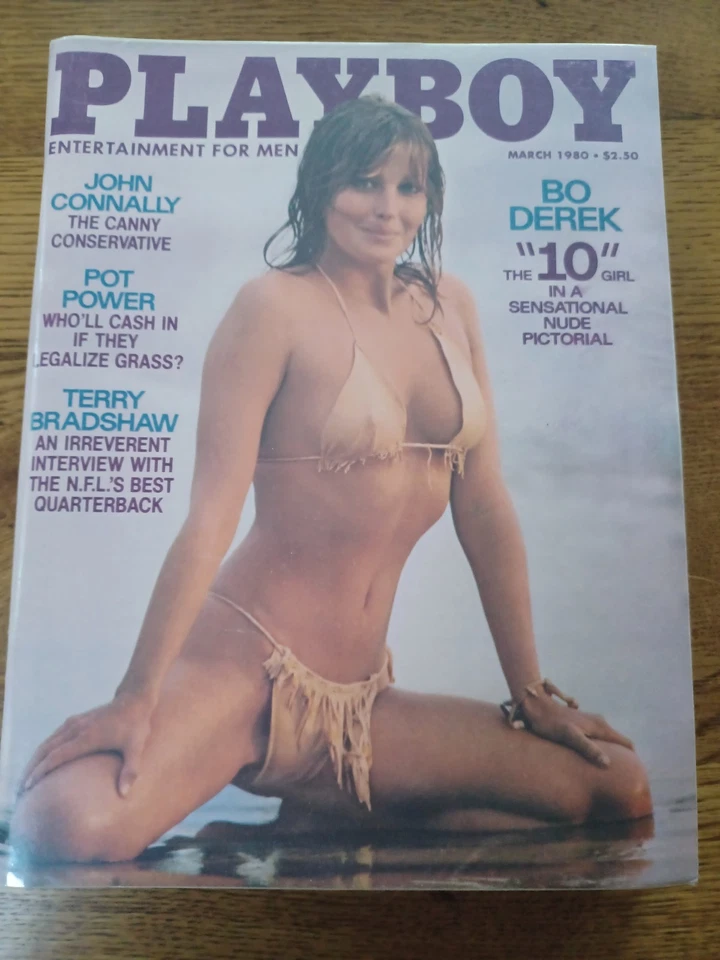 PLAYBOY
ENTERTAINMENT FOR MEN
MARCH 1980 • $2.50
JOHN
CONNALLY
THE CANNY
CONSERVATIVE
POT
POWER
WHO'LL CASH IN
IF THEY
LEGALIZE GRASS?
TERRY
BRADSHAW
AN IRREVERENT
INTERVIEW WITH
THE N.F.L.'S BEST
QUARTERBACK
BO
DEREK
THE "10" GIRL
IN A
SENSATIONAL
NUDE
PICTORIAL